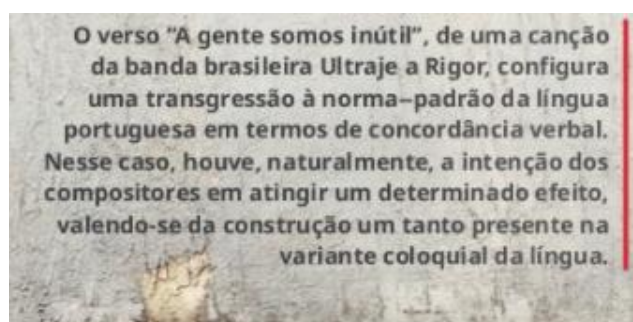 O verso "A gente somos inútil", de uma canção
da banda brasileira Ultraje a Rigor, configura
uma transgressão à norma–padrão da língua
portuguesa em termos de concordância verbal.
Nesse caso, houve, naturalmente, a intenção dos
compositores em atingir um determinado efeito,
valendo-se da construção um tanto presente na
variante coloquial da língua.